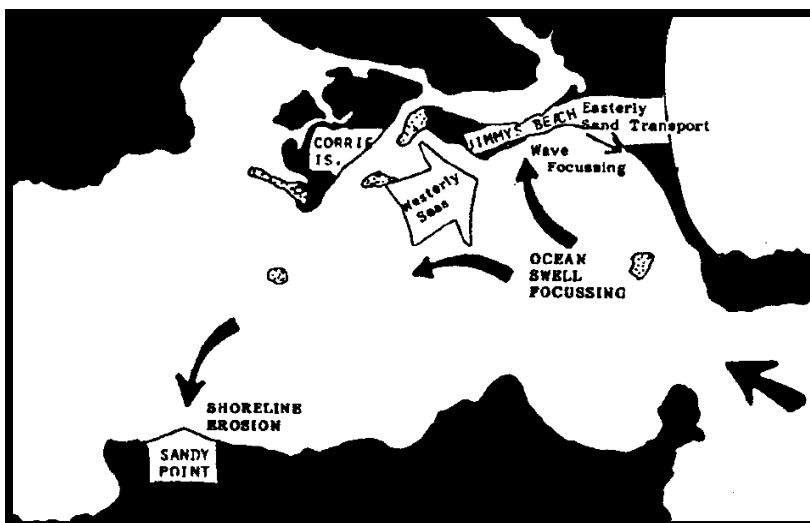 CORRIE
IS.
JIMMYS BEACH
Easterly
Sand Transport
Wave
Focussing
Westerly
Seas
OCEAN
SWELL
FOCUSSING
SHORELINE
EROSION
SANDY
POINT